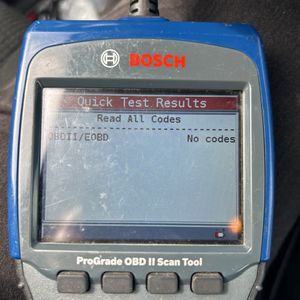 BOSCH
Quick Test Results
Read All Codes
OBDII/EOBD No codes
ProGrade OBD II Scan Tool